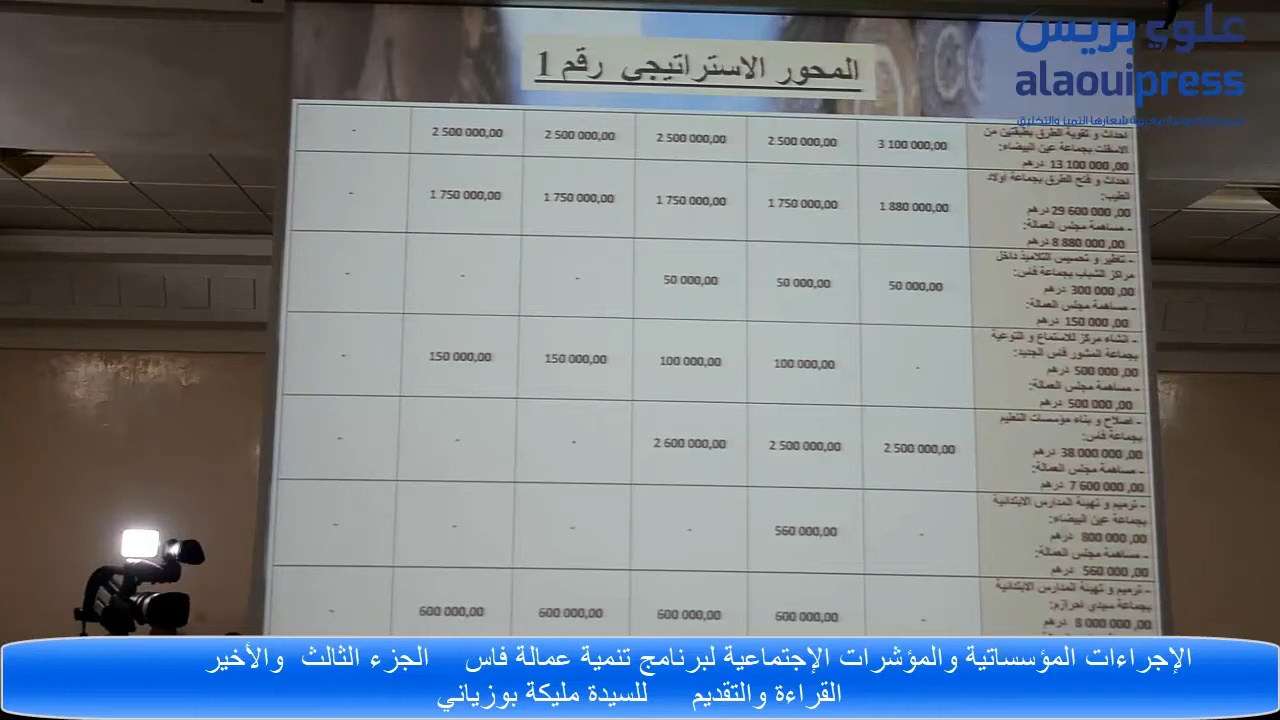 علوي بريس
alaouipress
المحور الاستراتيجي رقم 1
احداث و تقوية الطرق بطبقتين من
الاسفلت بجماعة عين البيضاء:
13 100 000 ,00 درهم
3 100 000,00
2 500 000,00
2 500 000,00
2 500 000,00
2 500 000,00
-
احداث و فتح الطرق بجماعة اولاد
الطيب:
29 600 000 ,00 درهم
- مساهمة مجلس العمالة:
8 880 000 ,00 درهم
1 880 000,00
1 750 000,00
1 750 000,00
1 750 000,00
1 750 000,00
-
- تأطير و تحسيس التلاميذ داخل
مراكز الشباب بجماعة فاس:
300 000 ,00 درهم
- مساهمة مجلس العمالة:
150 000 ,00 درهم
50 000,00
50 000,00
50 000,00
-
-
-
- انشاء مركز للاستماع و التوعية
بجماعة المشور فاس الجديد:
500 000 ,00 درهم
- مساهمة مجلس العمالة:
500 000 ,00 درهم
-
100 000,00
100 000,00
150 000,00
150 000,00
-
- اصلاح و بناء مؤسسات التعليم
بجماعة فاس:
38 000 000 ,00 درهم
- مساهمة مجلس العمالة:
7 600 000 ,00 درهم
2 500 000,00
2 500 000,00
2 600 000,00
-
-
-
- ترميم و تهيئة المدارس الابتدائية
بجماعة عين البيضاء:
800 000 ,00 درهم
- مساهمة مجلس العمالة:
560 000 ,00 درهم
-
560 000,00
-
-
-
-
- ترميم و تهيئة المدارس الابتدائية
بجماعة سيدي احرازم:
8 000 000 ,00 درهم
-
600 000,00
600 000,00
600 000,00
600 000,00
-
الإجراءات المؤسساتية والمؤشرات الإجتماعية لبرنامج تنمية عمالة فاس الجزء الثالث والأخير
القراءة والتقديم للسيدة مليكة بوزياني